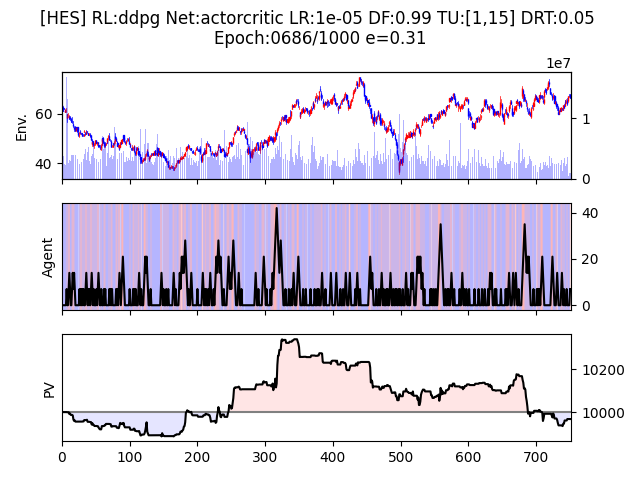 [HES] RL:ddpg Net:actorcritic LR:1e-05 DF:0.99 TU:[1,15] DRT:0.05
Epoch:0686/1000 e=0.31
1e7
Env.
60
40
1
0
Agent
40
20
0
PV
10200
10000
0 100 200 300 400 500 600 700